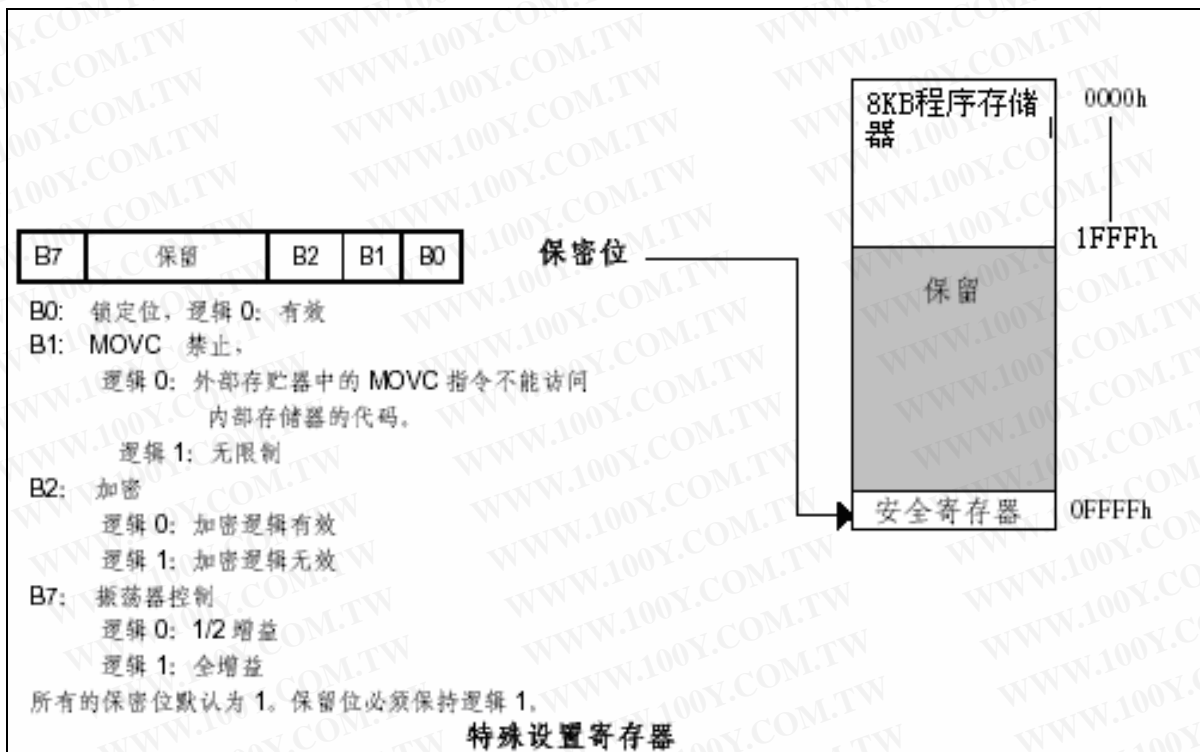 8KB程序存储
器
0000h
1FFFh
B7 保留 B2 B1 B0
保密位
保留
B0: 锁定位，逻辑 0: 有效
B1: MOVC 禁止，
逻辑 0: 外部存贮器中的 MOVC 指令不能访问
内部存储器的代码。
逻辑 1: 无限制
B2: 加密
逻辑 0: 加密逻辑有效
逻辑 1: 加密逻辑无效
安全寄存器
0FFFFh
B7: 振荡器控制
逻辑 0: 1/2 增益
逻辑 1: 全增益
所有的保密位默认为 1。保留位必须保持逻辑 1。
特殊设置寄存器
WWW.100Y.COM.TW